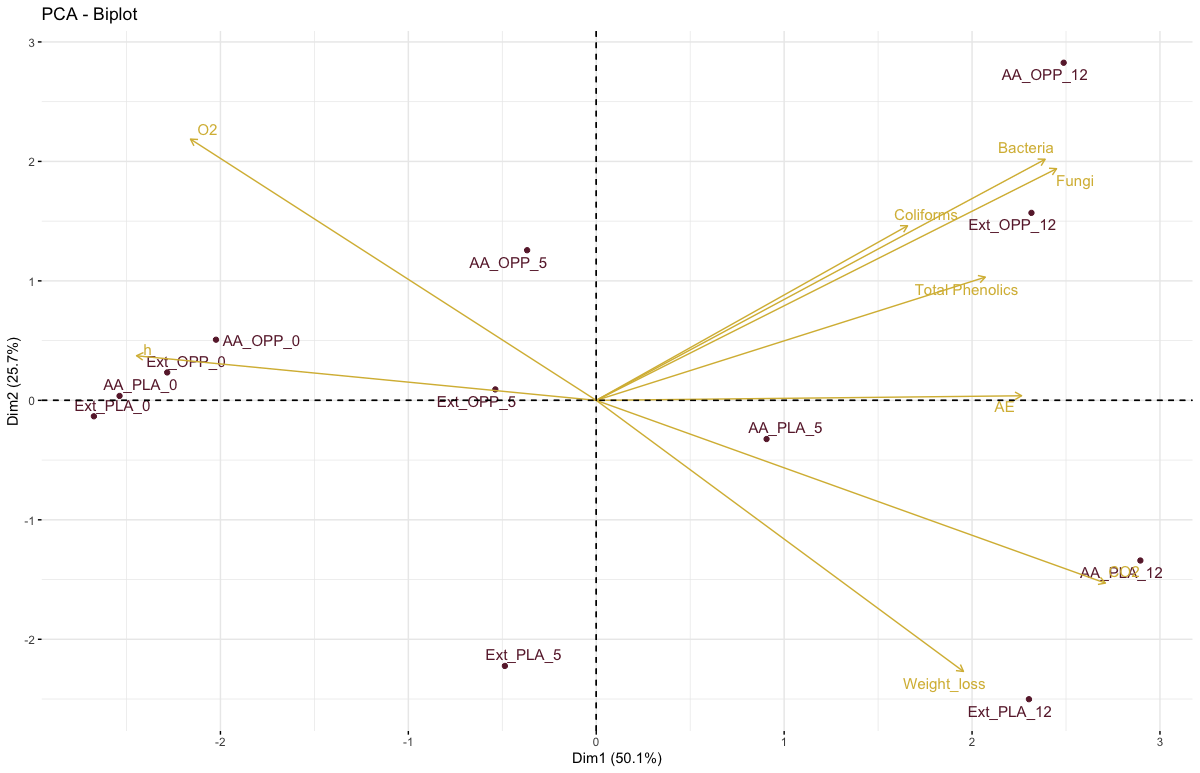 PCA - Biplot
3
AA_OPP_12
Bacteria
O2
2
Fungi
Coliforms
Ext_OPP_12
AA_OPP_5
1
Total Phenolics
h
AA_OPP_0
Ext_OPP_0
AA_PLA_0
Ext_PLA_0
0
Ext_OPP_5
AE
AA_PLA_5
-1
AA_PLA_12
CO2
-2
Ext_PLA_5
Weight_loss
Ext_PLA_12
-2 -1 0 1 2 3
Dim1 (50.1%)
Dim2 (25.7%)